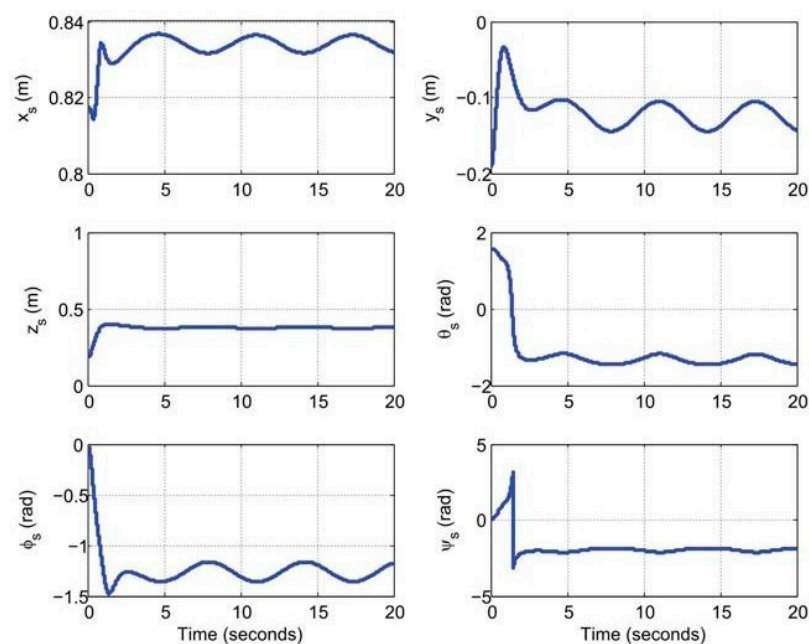 0.84
0.82
0.8
x_s (m)
0 5 10 15 20
0
−0.1
−0.2
y_s (m)
0 5 10 15 20
1
0.5
0
z_s (m)
0 5 10 15 20
2
0
−2
θ_s (rad)
0 5 10 15 20
0
−0.5
−1
−1.5
ϕ_s (rad)
0 5 10 15 20
Time (seconds)
5
0
−5
ψ_s (rad)
0 5 10 15 20
Time (seconds)